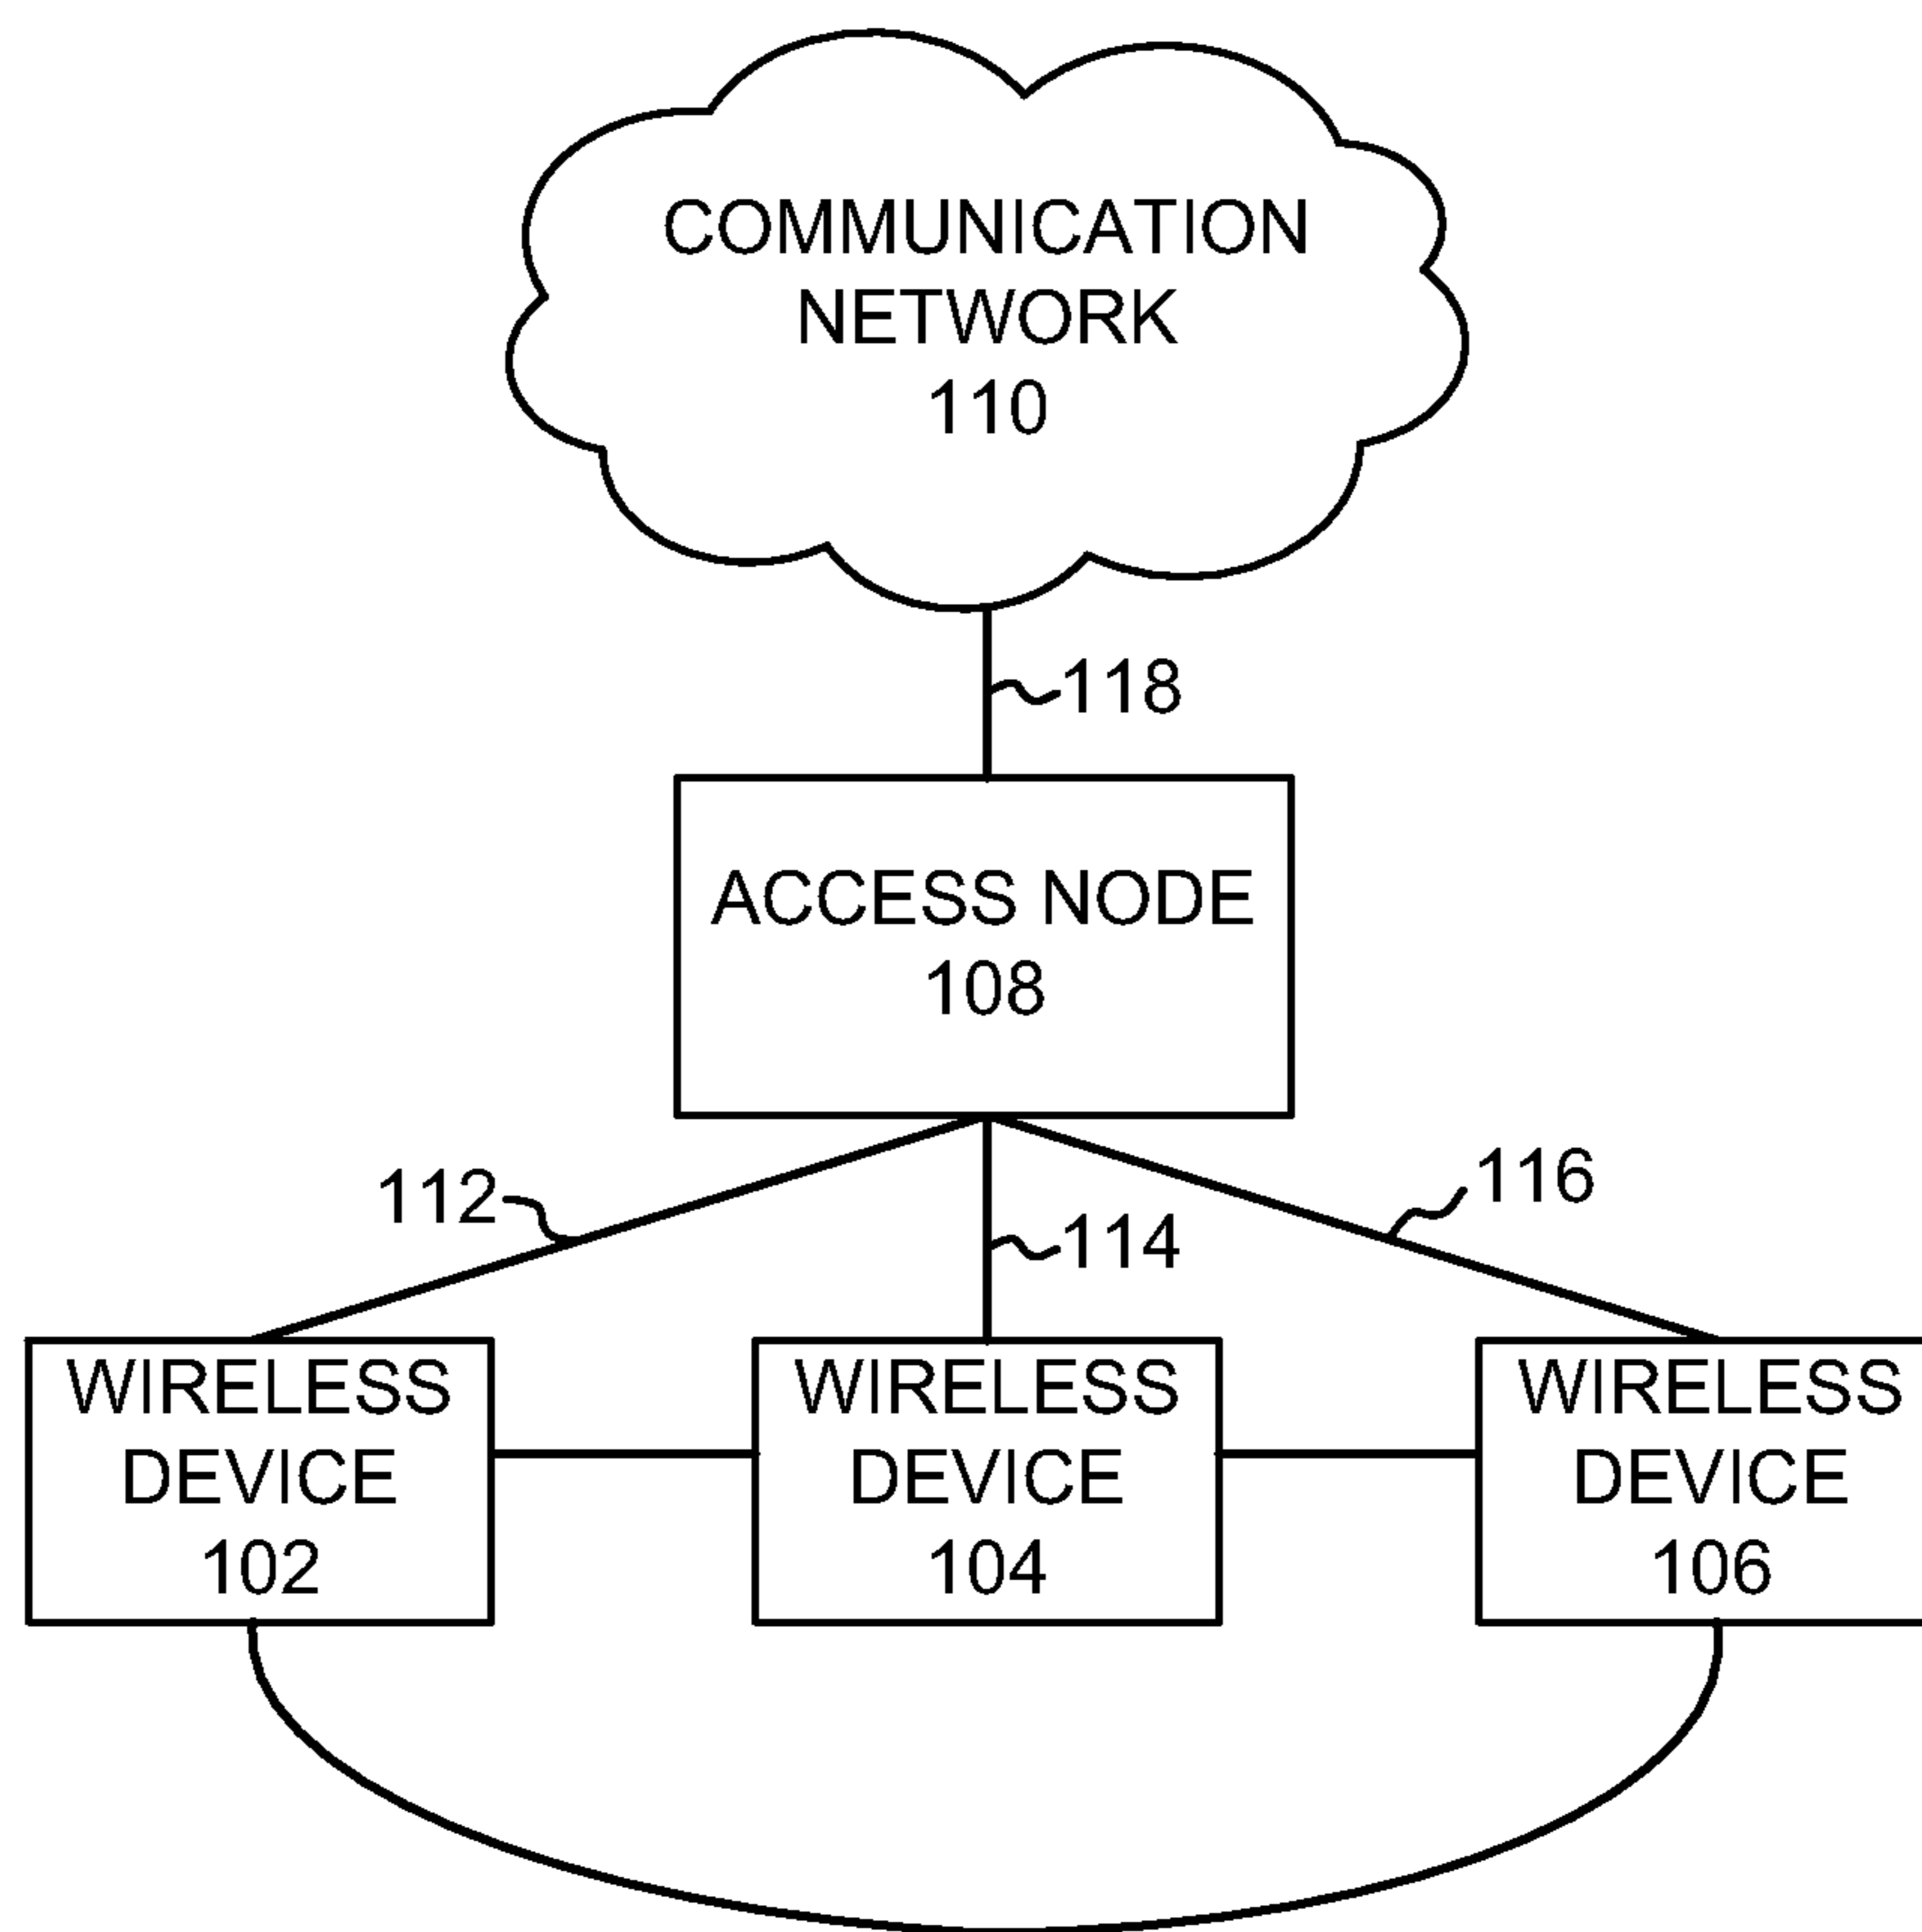 COMMUNICATION
NETWORK
110
118
ACCESS NODE
108
112
114
116
WIRELESS
DEVICE
102
WIRELESS
DEVICE
104
WIRELESS
DEVICE
106